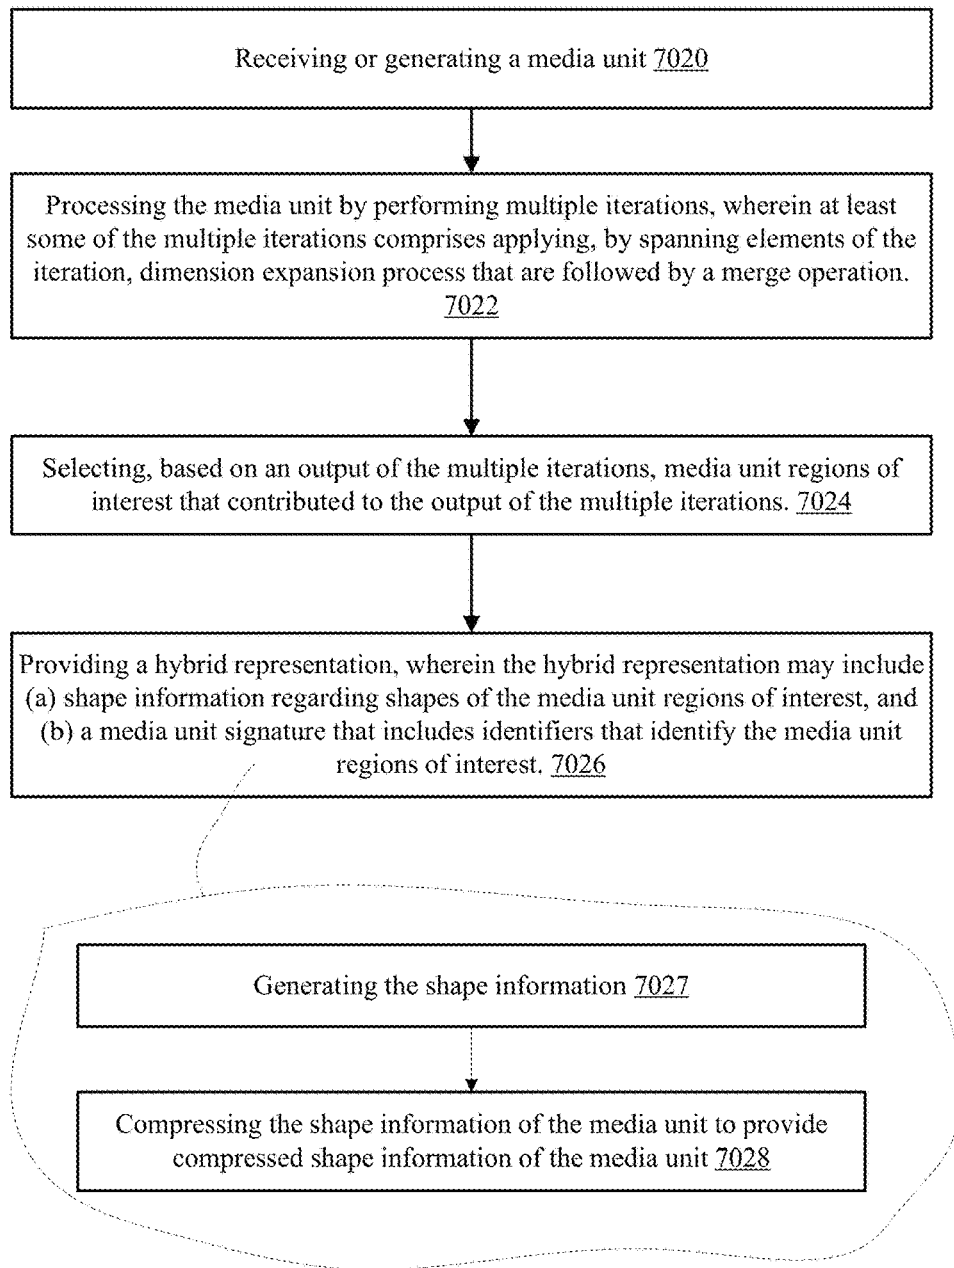 Receiving or generating a media unit 7020
Processing the media unit by performing multiple iterations, wherein at least
some of the multiple iterations comprises applying, by spanning elements of the
iteration, dimension expansion process that are followed by a merge operation.
7022
Selecting, based on an output of the multiple iterations, media unit regions of
interest that contributed to the output of the multiple iterations. 7024
Providing a hybrid representation, wherein the hybrid representation may include
(a) shape information regarding shapes of the media unit regions of interest, and
(b) a media unit signature that includes identifiers that identify the media unit
regions of interest. 7026
Generating the shape information 7027
Compressing the shape information of the media unit to provide
compressed shape information of the media unit 7028